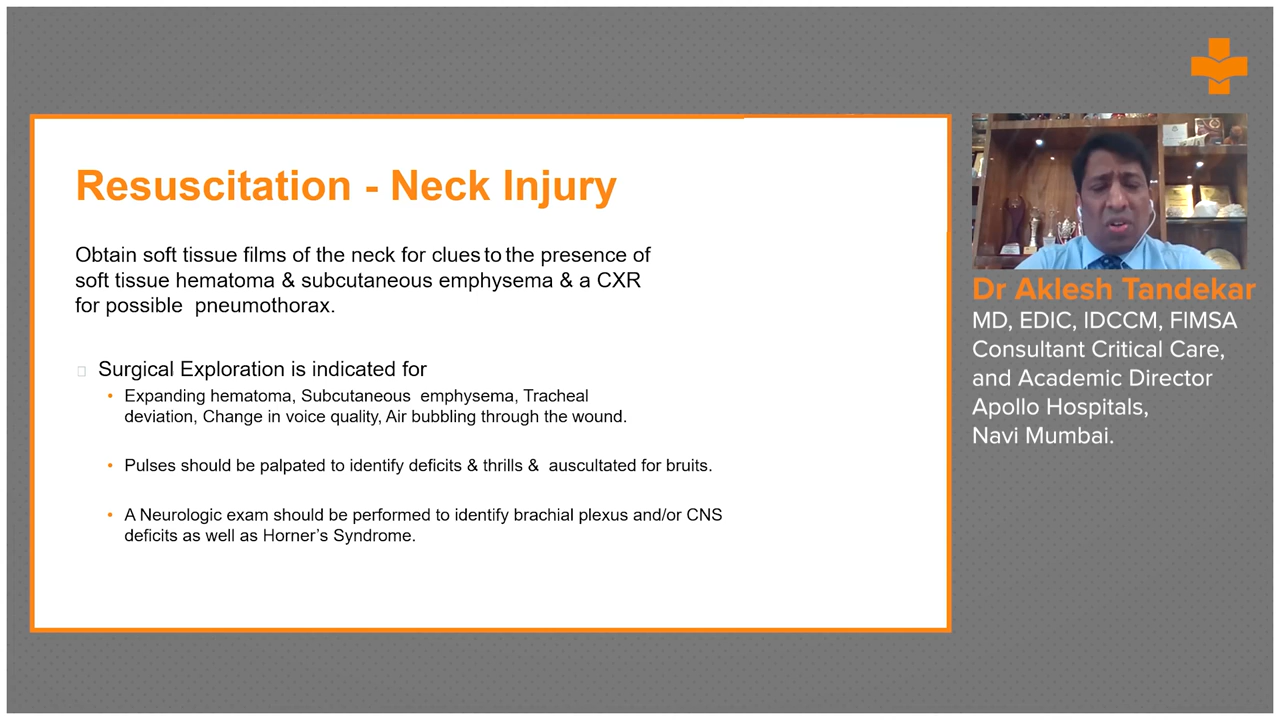 Resuscitation - Neck Injury
Obtain soft tissue films of the neck for clues to the presence of
soft tissue hematoma & subcutaneous emphysema & a CXR
for possible pneumothorax.
Surgical Exploration is indicated for
• Expanding hematoma, Subcutaneous emphysema, Tracheal
deviation, Change in voice quality, Air bubbling through the wound.
• Pulses should be palpated to identify deficits & thrills & auscultated for bruits.
• A Neurologic exam should be performed to identify brachial plexus and/or CNS
deficits as well as Horner's Syndrome.
Dr Aklesh Tandekar
MD, EDIC, IDCCM, FIMSA
Consultant Critical Care,
and Academic Director
Apollo Hospitals,
Navi Mumbai.